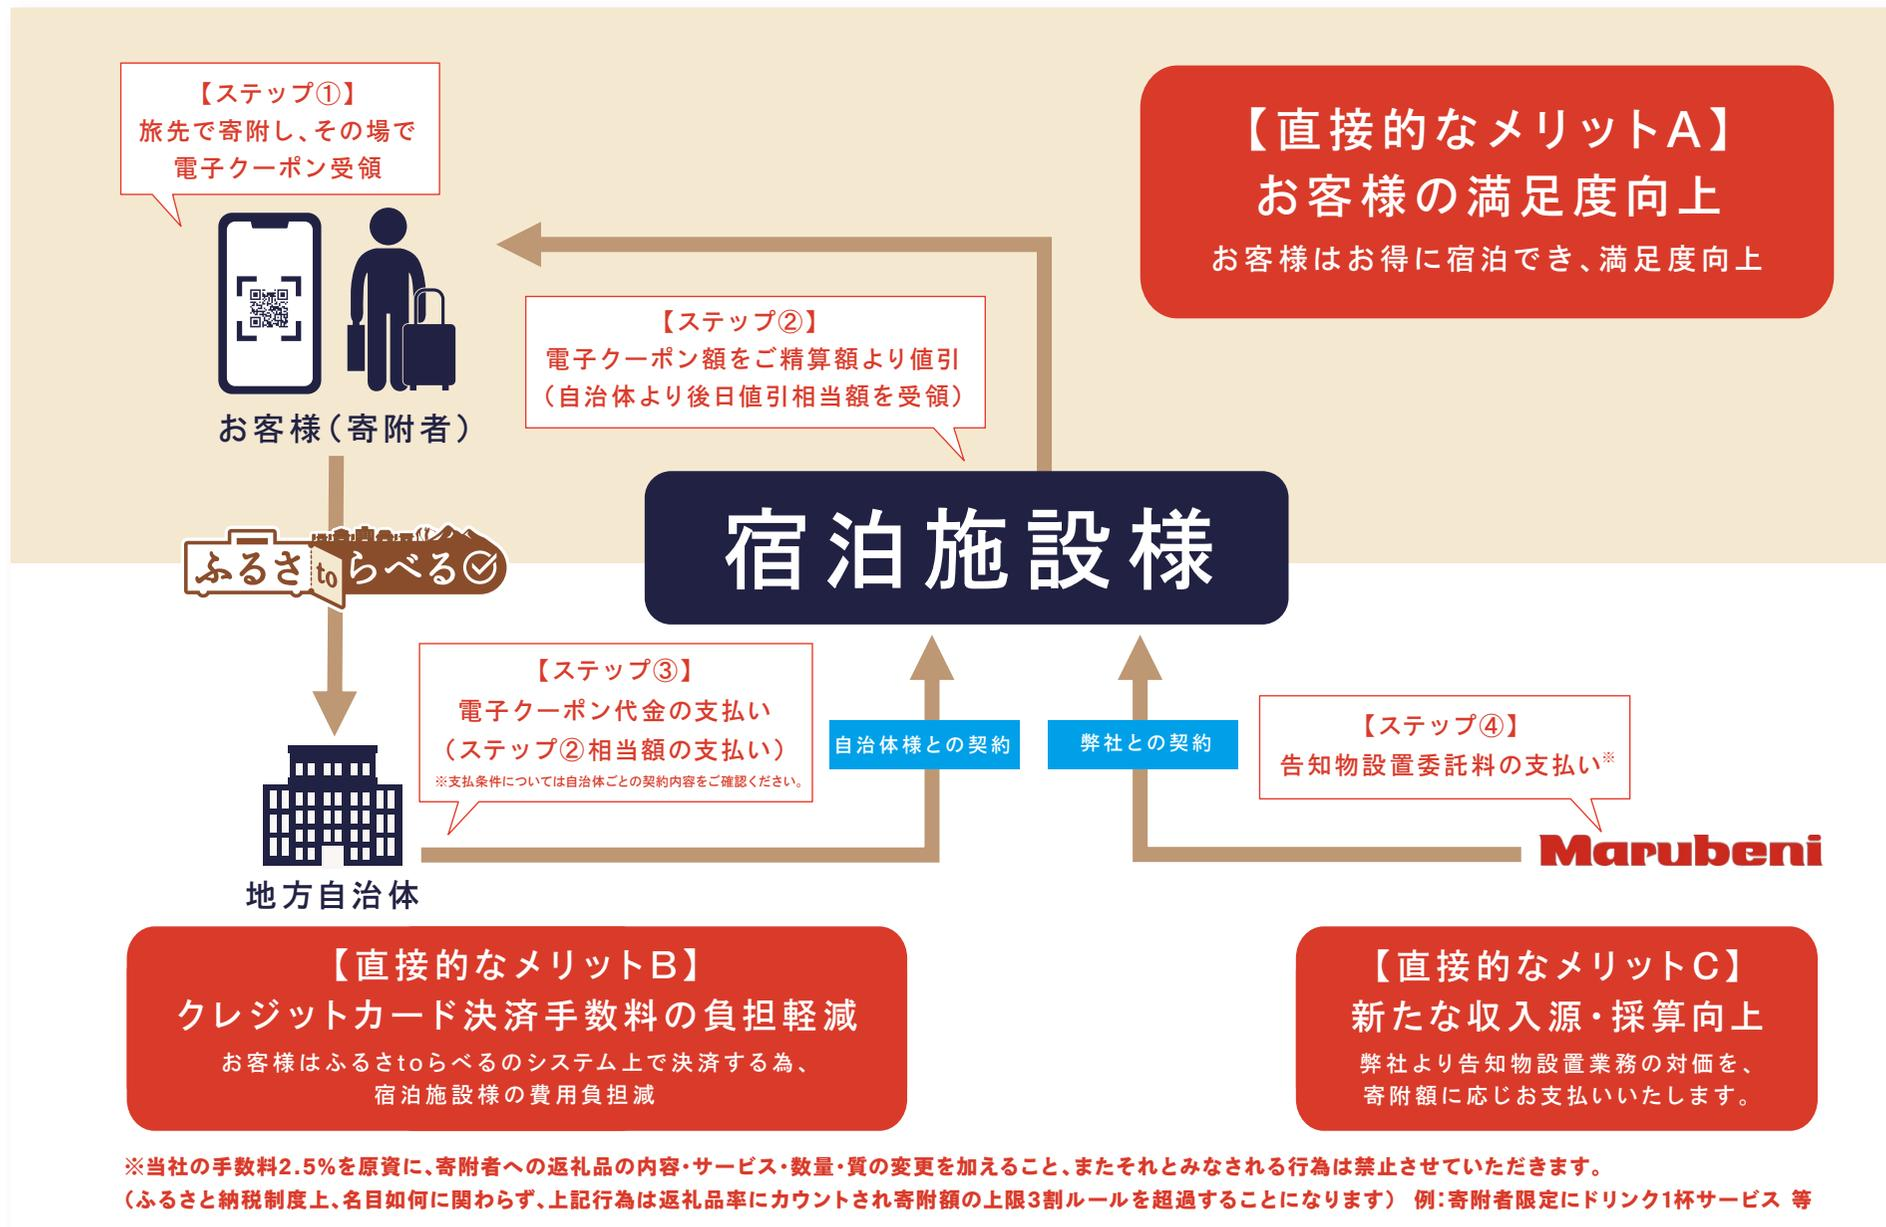 【ステップ①】
旅先で寄附し、その場で
電子クーポン受領
【直接的なメリットA】
お客様の満足度向上
お客様はお得に宿泊でき、満足度向上
【ステップ②】
電子クーポン額をご精算額より値引
（自治体より後日値引相当額を受領）
お客様（寄附者）
宿泊施設様
ふるさtoらべる
【ステップ③】
電子クーポン代金の支払い
（ステップ②相当額の支払い）
※支払条件については自治体ごとの契約内容をご確認ください。
自治体様との契約
弊社との契約
【ステップ④】
告知物設置委託料の支払い※
Marubeni
地方自治体
【直接的なメリットB】
クレジットカード決済手数料の負担軽減
お客様はふるさtoらべるのシステム上で決済する為、
宿泊施設様の費用負担減
【直接的なメリットC】
新たな収入源・採算向上
弊社より告知物設置業務の対価を、
寄附額に応じお支払いいたします。
※当社の手数料2.5%を原資に、寄附者への返礼品の内容・サービス・数量・質の変更を加えること、またそれとみなされる行為は禁止させていただきます。
（ふるさと納税制度上、名目如何に関わらず、上記行為は返礼品率にカウントされ寄附額の上限3割ルールを超過することになります） 例：寄附者限定にドリンク1杯サービス 等